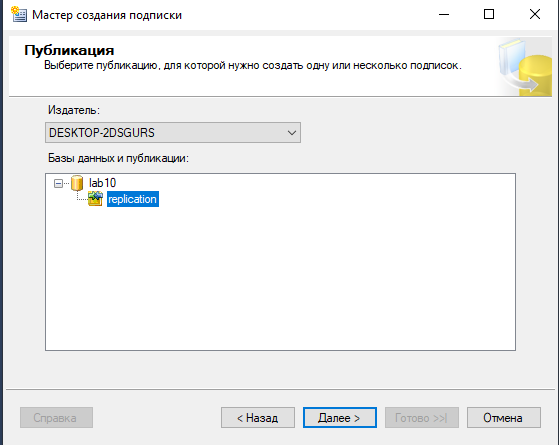 Мастер создания подписки
Публикация
Выберите публикацию, для которой нужно создать одну или несколько подписок.
Издатель:
DESKTOP-2DSGURS
Базы данных и публикации:
lab10
replication
Справка
< Назад
Далее >
Готово >>|
Отмена